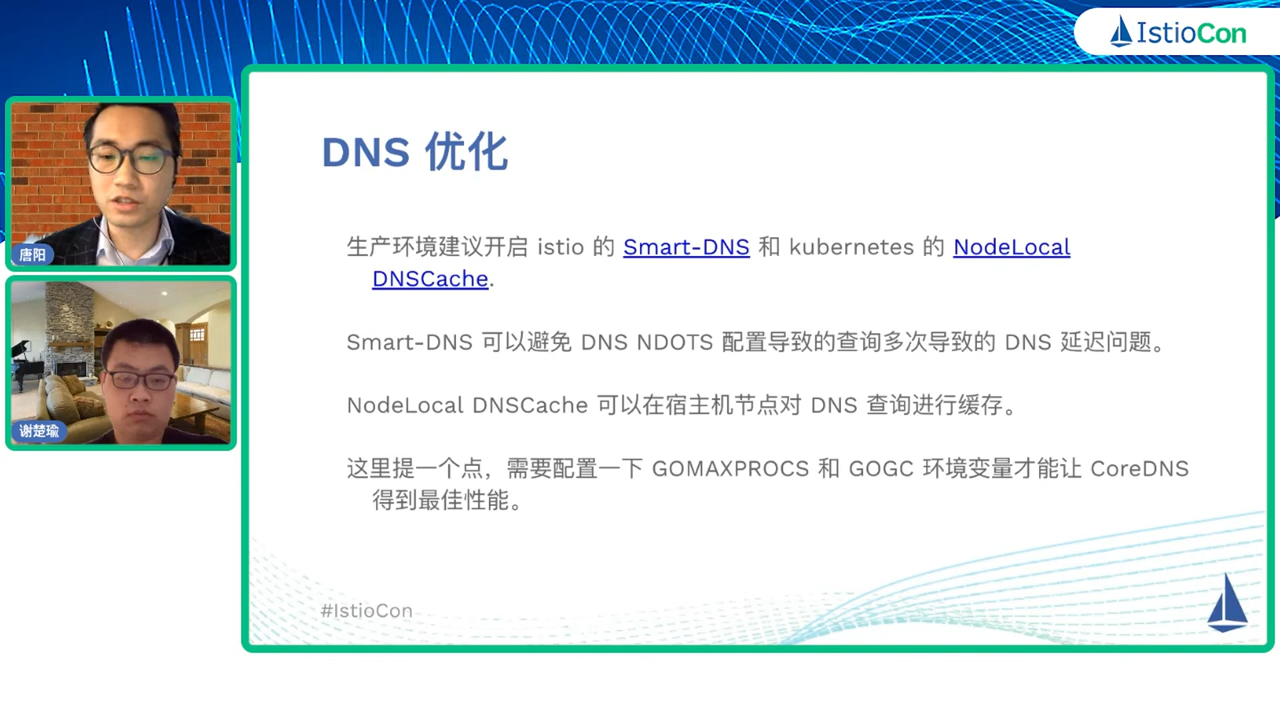 IstioCon
DNS 优化
生产环境建议开启 istio 的 Smart-DNS 和 kubernetes 的 NodeLocal
DNSCache.
Smart-DNS 可以避免 DNS NDOTS 配置导致的查询多次导致的 DNS 延迟问题。
NodeLocal DNSCache 可以在宿主机节点对 DNS 查询进行缓存。
这里提一个点，需要配置一下 GOMAXPROCS 和 GOGC 环境变量才能让 CoreDNS
得到最佳性能。
#IstioCon
唐阳
谢楚瑜